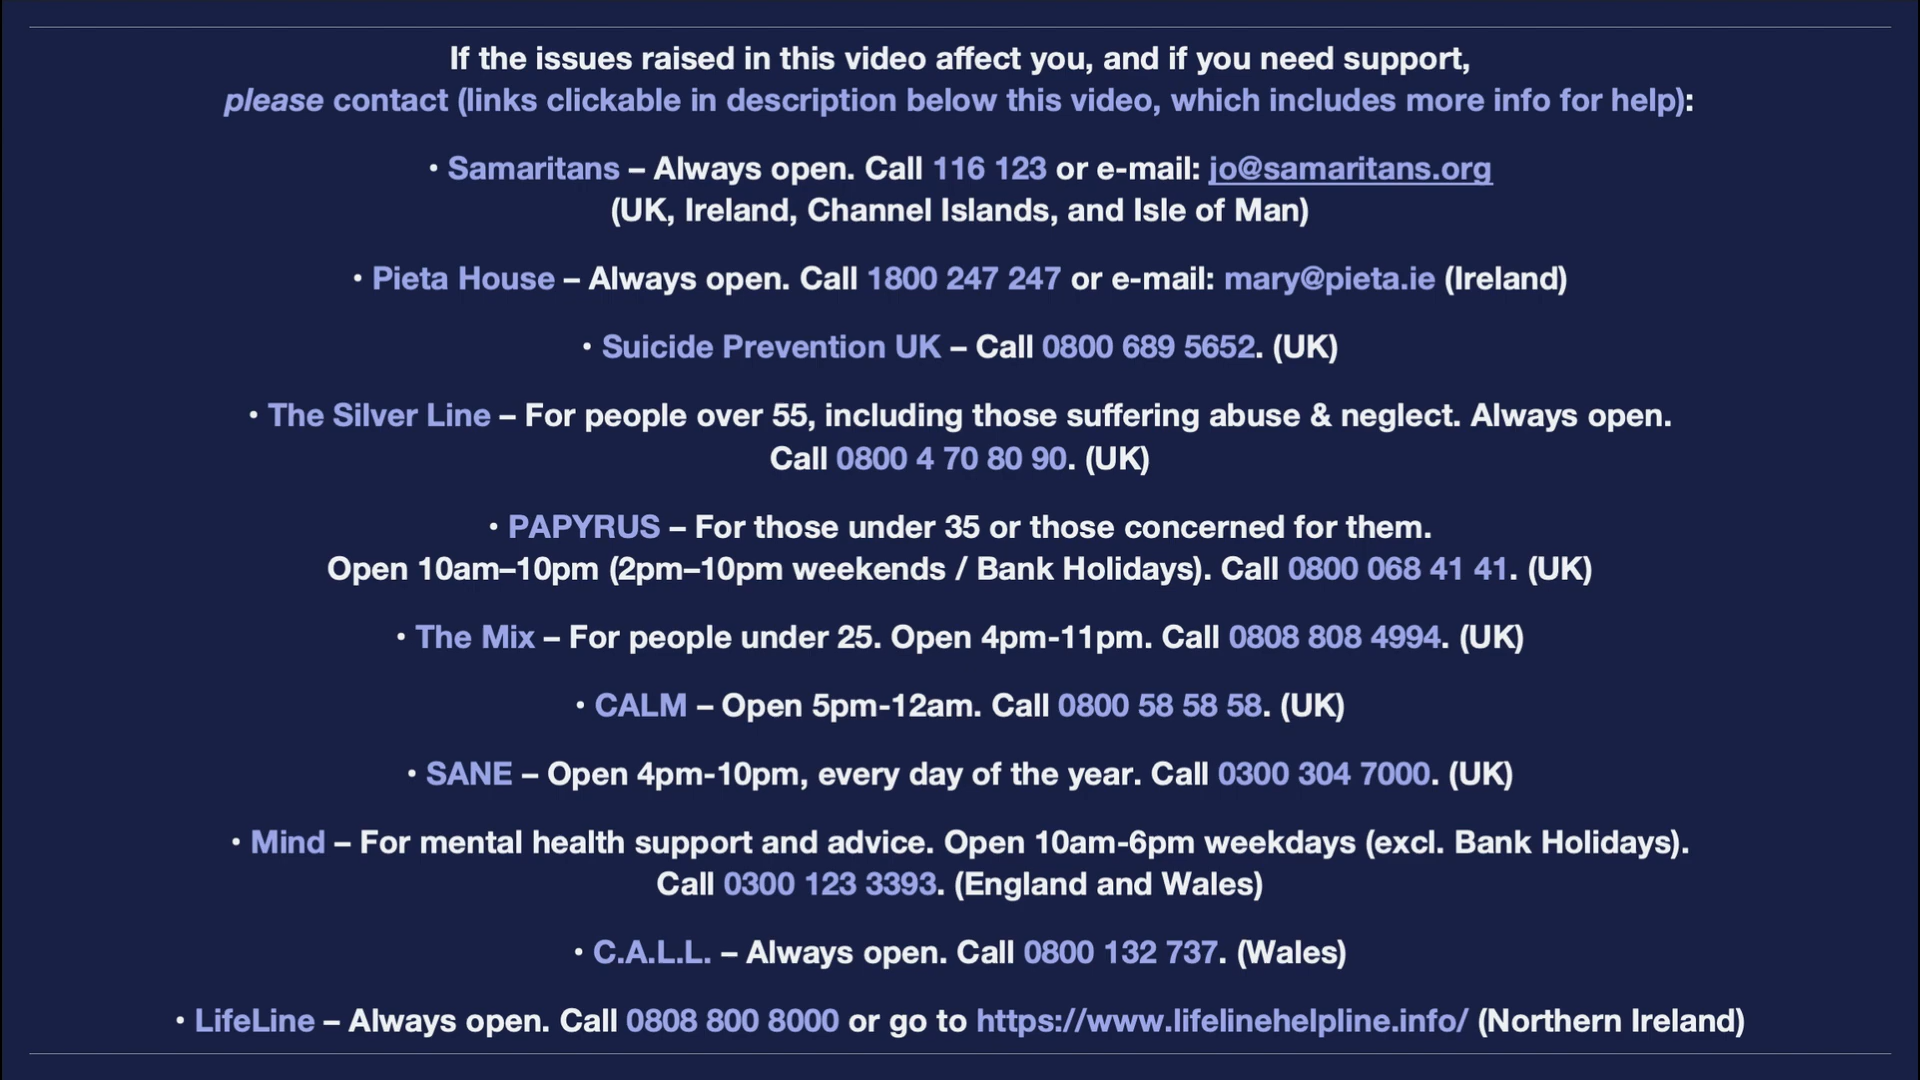 If the issues raised in this video affect you, and if you need support,
please contact (links clickable in description below this video, which includes more info for help):
• Samaritans – Always open. Call 116 123 or e-mail: jo@samaritans.org
(UK, Ireland, Channel Islands, and Isle of Man)
• Pieta House – Always open. Call 1800 247 247 or e-mail: mary@pieta.ie (Ireland)
• Suicide Prevention UK – Call 0800 689 5652. (UK)
• The Silver Line – For people over 55, including those suffering abuse & neglect. Always open.
Call 0800 4 70 80 90. (UK)
• PAPYRUS – For those under 35 or those concerned for them.
Open 10am–10pm (2pm–10pm weekends / Bank Holidays). Call 0800 068 41 41. (UK)
• The Mix – For people under 25. Open 4pm-11pm. Call 0808 808 4994. (UK)
• CALM – Open 5pm-12am. Call 0800 58 58 58. (UK)
• SANE – Open 4pm-10pm, every day of the year. Call 0300 304 7000. (UK)
• Mind – For mental health support and advice. Open 10am-6pm weekdays (excl. Bank Holidays).
Call 0300 123 3393. (England and Wales)
• C.A.L.L. – Always open. Call 0800 132 737. (Wales)
• LifeLine – Always open. Call 0808 800 8000 or go to https://www.lifelinehelpline.info/ (Northern Ireland)